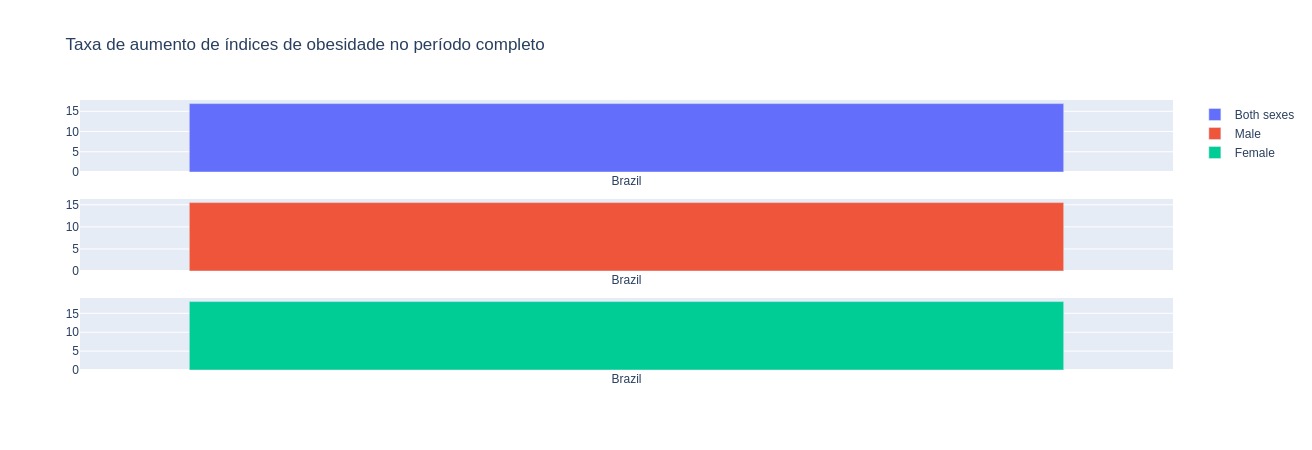 Taxa de aumento de índices de obesidade no período completo
15
10
5
0
Brazil
15
10
5
0
Brazil
15
10
5
0
Brazil
Both sexes
Male
Female